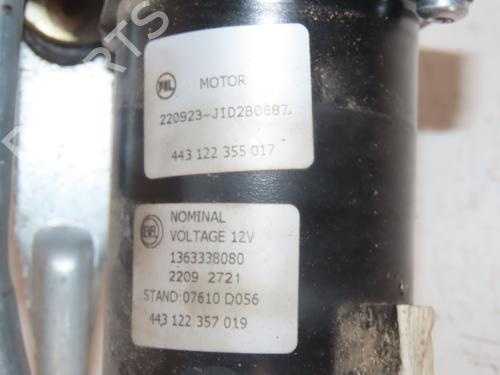 MOTOR
220923-JID2B0687
443 122 355 017
NOMINAL
VOLTAGE 12V
1363338080
2209 2721
STAND:07610 D056
443 122 357 019